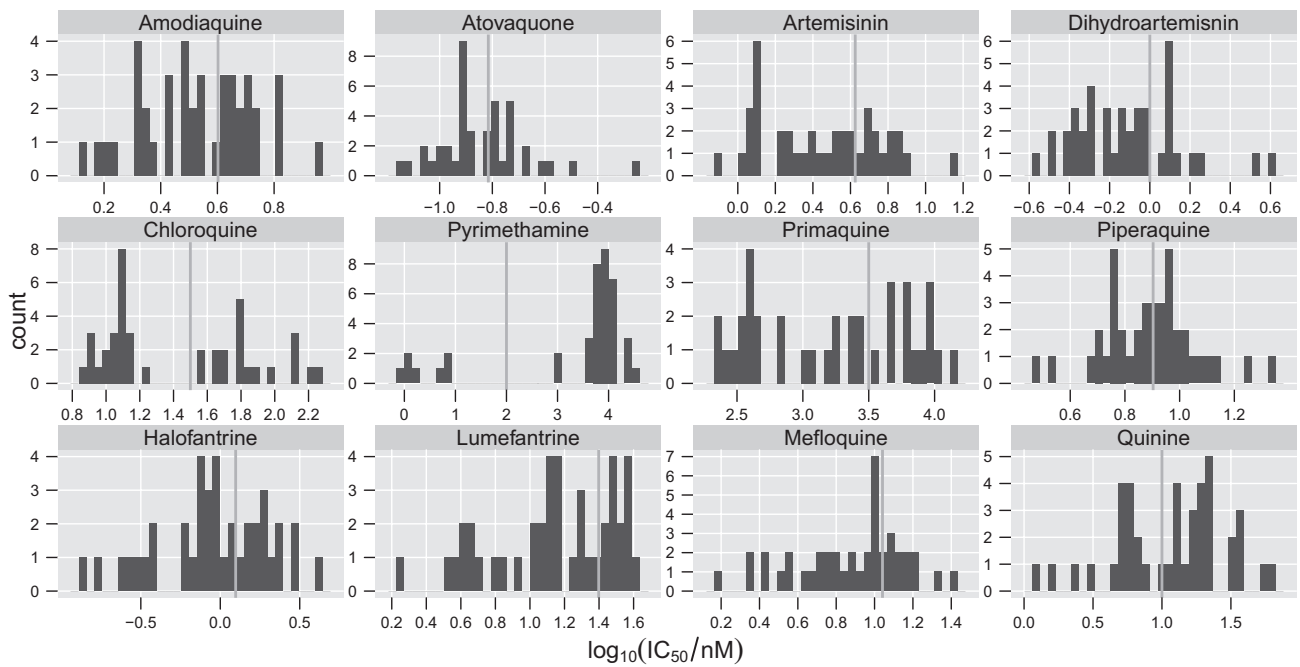 Amodiaquine Atovaquone Artemisinin Dihydroartemisnin
4 3 2 1 0
8 6 4 2 0
6 5 4 3 2 1 0
6 5 4 3 2 1 0
0.2 0.4 0.6 0.8 −1.0 −0.8 −0.6 −0.4 0.0 0.2 0.4 0.6 0.8 1.0 1.2 −0.6 −0.4 −0.2 0.0 0.2 0.4 0.6
Chloroquine Pyrimethamine Primaquine Piperaquine
count
8 6 4 2 0
8 6 4 2 0
4 3 2 1 0
5 4 3 2 1 0
0.8 1.0 1.2 1.4 1.6 1.8 2.0 2.2 0 1 2 3 4 2.5 3.0 3.5 4.0 0.6 0.8 1.0 1.2
Halofantrine Lumefantrine Mefloquine Quinine
4 3 2 1 0
4 3 2 1 0
7 6 5 4 3 2 1 0
5 4 3 2 1 0
−0.5 0.0 0.5 0.2 0.4 0.6 0.8 1.0 1.2 1.4 1.6 0.2 0.4 0.6 0.8 1.0 1.2 1.4 0.0 0.5 1.0 1.5
log₁₀(IC₅₀/nM)